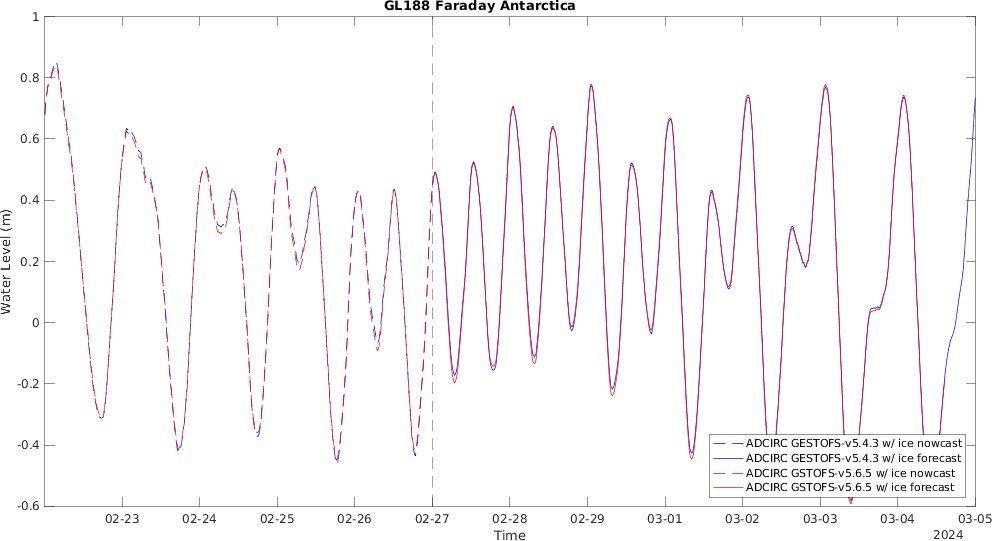 GL188 Faraday Antarctica
Water Level (m)
1
0.8
0.6
0.4
0.2
0
-0.2
-0.4
-0.6
ADCIRC GESTOFS-v5.4.3 w/ ice nowcast
ADCIRC GESTOFS-v5.4.3 w/ ice forecast
ADCIRC GSTOFS-v5.6.5 w/ ice nowcast
ADCIRC GSTOFS-v5.6.5 w/ ice forecast
02-23 02-24 02-25 02-26 02-27 02-28 02-29 03-01 03-02 03-03 03-04 03-05
Time
2024